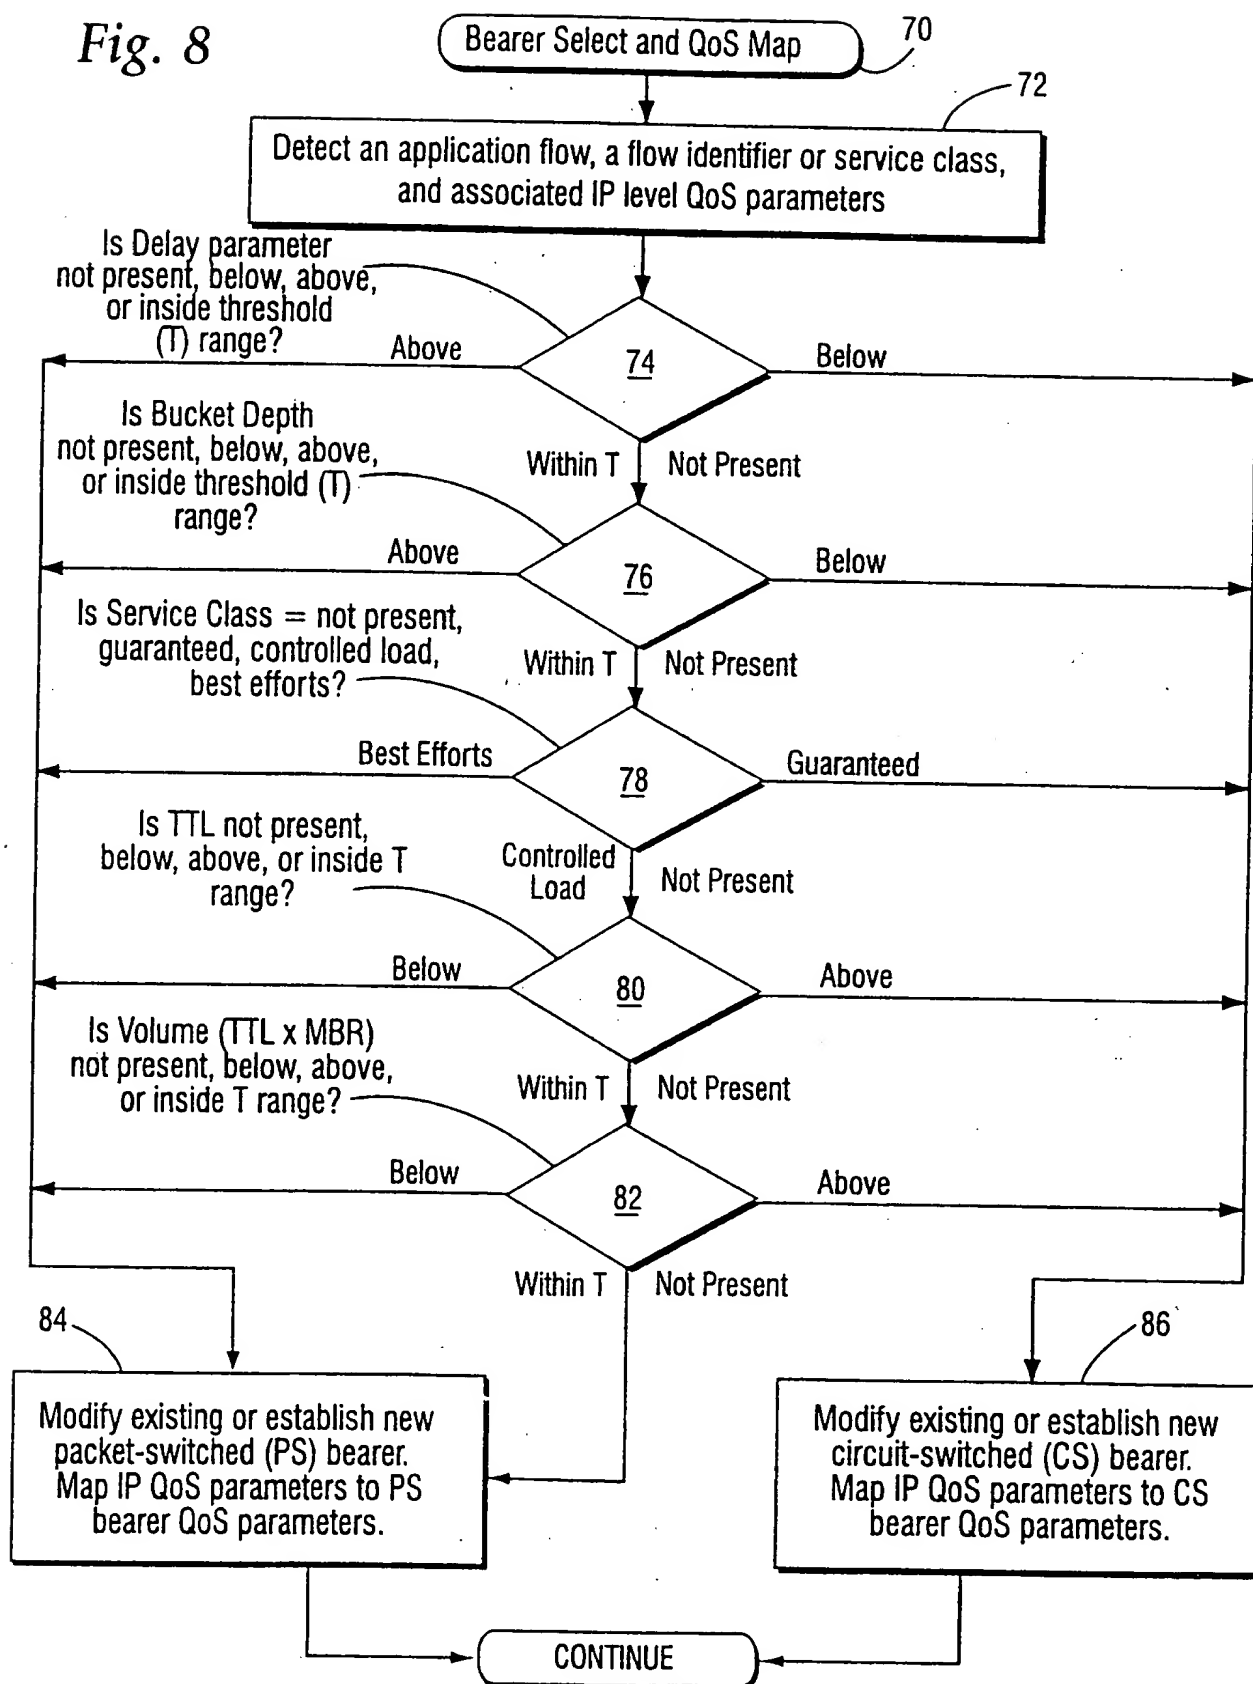 Fig. 8
Bearer Select and QoS Map
70
72
Detect an application flow, a flow identifier or service class,
and associated IP level QoS parameters
Is Delay parameter
not present, below, above,
or inside threshold
(T) range?
Above
74
Below
Within T
Not Present
Is Bucket Depth
not present, below, above,
or inside threshold (T)
range?
Above
76
Below
Within T
Not Present
Is Service Class = not present,
guaranteed, controlled load,
best efforts?
Best Efforts
78
Guaranteed
Controlled
Load
Not Present
Is TTL not present,
below, above, or inside T
range?
Below
80
Above
Within T
Not Present
Is Volume (TTL x MBR)
not present, below, above,
or inside T range?
Below
82
Above
Within T
Not Present
84
Modify existing or establish new
packet-switched (PS) bearer.
Map IP QoS parameters to PS
bearer QoS parameters.
86
Modify existing or establish new
circuit-switched (CS) bearer.
Map IP QoS parameters to CS
bearer QoS parameters.
CONTINUE